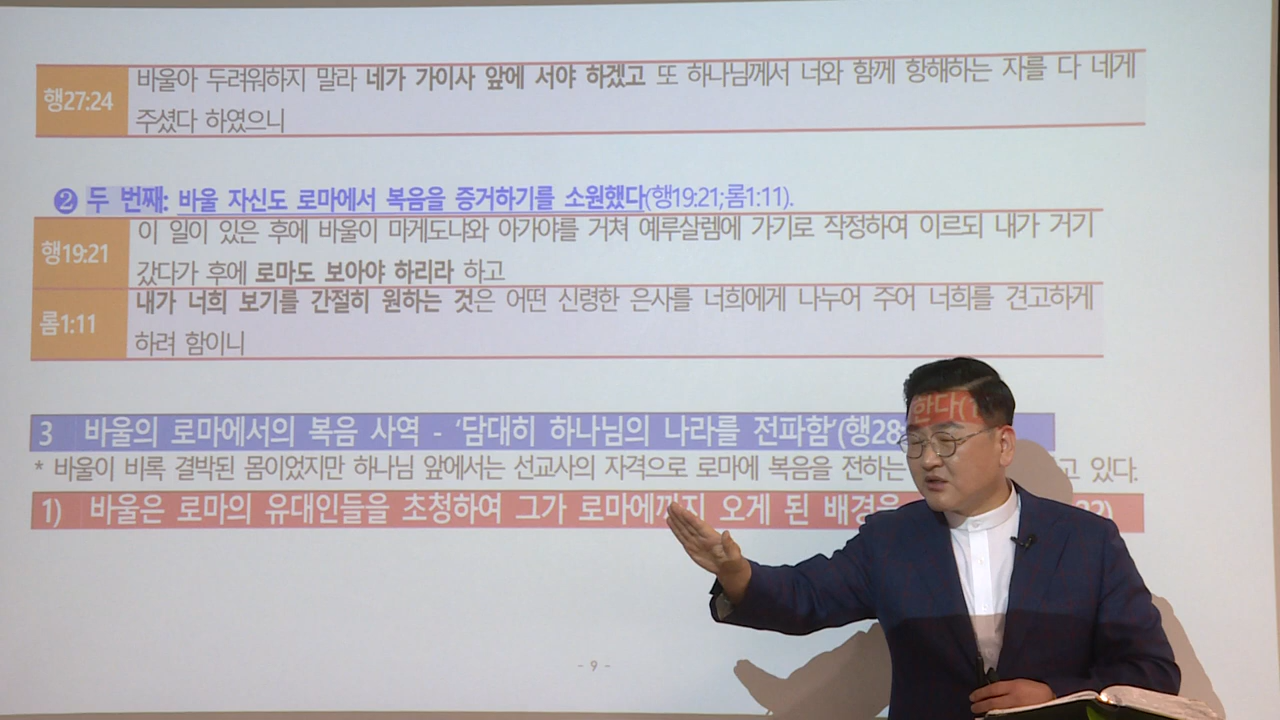 행27:24
바울아 두려워하지 말라 네가 가이사 앞에 서야 하겠고 또 하나님께서 너와 함께 항해하는 자를 다 네게
주셨다 하였으니
❷ 두 번째: 바울 자신도 로마에서 복음을 증거하기를 소원했다(행19:21;롬1:11).
행19:21
이 일이 있은 후에 바울이 마게도냐와 아가야를 거쳐 예루살렘에 가기로 작정하여 이르되 내가 거기
갔다가 후에 로마도 보아야 하리라 하고
롬1:11
내가 너희 보기를 간절히 원하는 것은 어떤 신령한 은사를 너희에게 나누어 주어 너희를 견고하게
하려 함이니
3 바울의 로마에서의 복음 사역 - '담대히 하나님의 나라를 전파함'(행28:
* 바울이 비록 결박된 몸이었지만 하나님 앞에서는 선교사의 자격으로 로마에 복음을 전하는 고 있다.
1) 바울은 로마의 유대인들을 초청하여 그가 로마에까지 오게 된 배경을 한다(
- 9 -